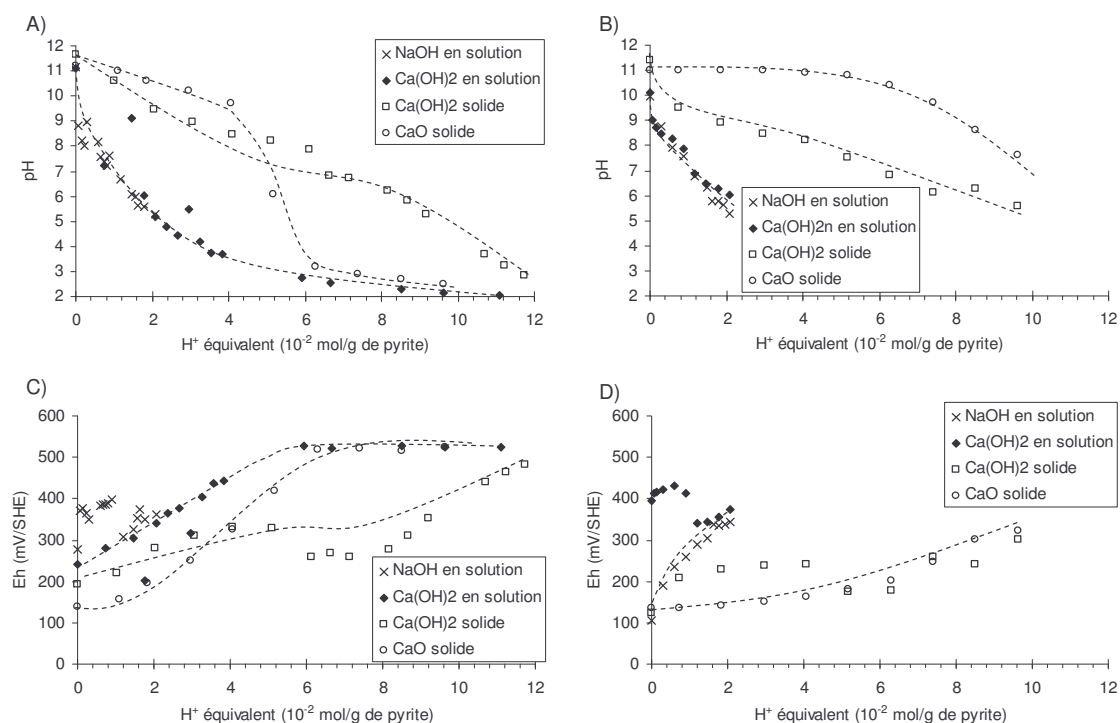 A)
12
11
10
9
8
7
6
5
4
3
2
pH
0 2 4 6 8 10 12
H+ équivalent (10-2 mol/g de pyrite)
NaOH en solution
Ca(OH)2 en solution
Ca(OH)2 solide
CaO solide
B)
12
11
10
9
8
7
6
5
4
3
2
pH
0 2 4 6 8 10 12
H+ équivalent (10-2 mol/g de pyrite)
NaOH en solution
Ca(OH)2n en solution
Ca(OH)2 solide
CaO solide
C)
600
500
400
300
200
100
0
Eh (mV/SHE)
0 2 4 6 8 10 12
H+ équivalent (10-2 mol/g de pyrite)
NaOH en solution
Ca(OH)2 en solution
Ca(OH)2 solide
CaO solide
D)
600
500
400
300
200
100
0
Eh (mV/SHE)
0 2 4 6 8 10 12
H+ équivalent (10-2 mol/g de pyrite)
NaOH en solution
Ca(OH)2 en solution
Ca(OH)2 solide
CaO solide